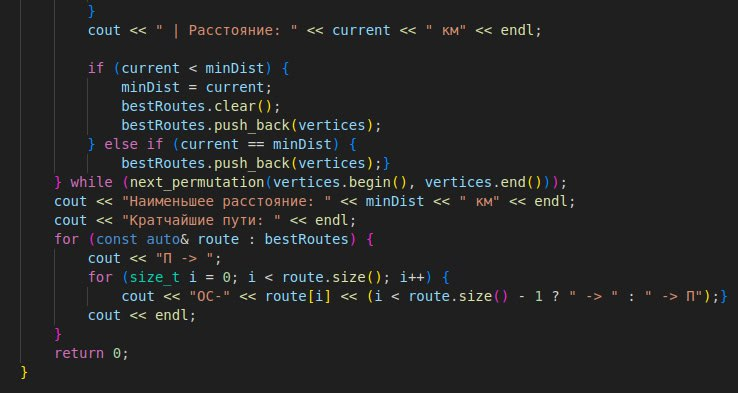 }
cout << " | Расстояние: " << current << " км" << endl;
if (current < minDist) {
minDist = current;
bestRoutes.clear();
bestRoutes.push_back(vertices);
} else if (current == minDist) {
bestRoutes.push_back(vertices);}
} while (next_permutation(vertices.begin(), vertices.end()));
cout << "Наименьшее расстояние: " << minDist << " км" << endl;
cout << "Кратчайшие пути: " << endl;
for (const auto& route : bestRoutes) {
cout << "П -> ";
for (size_t i = 0; i < route.size(); i++) {
cout << "ОС-" << route[i] << (i < route.size() - 1 ? " -> " : " -> П");}
cout << endl;
}
return 0;
}